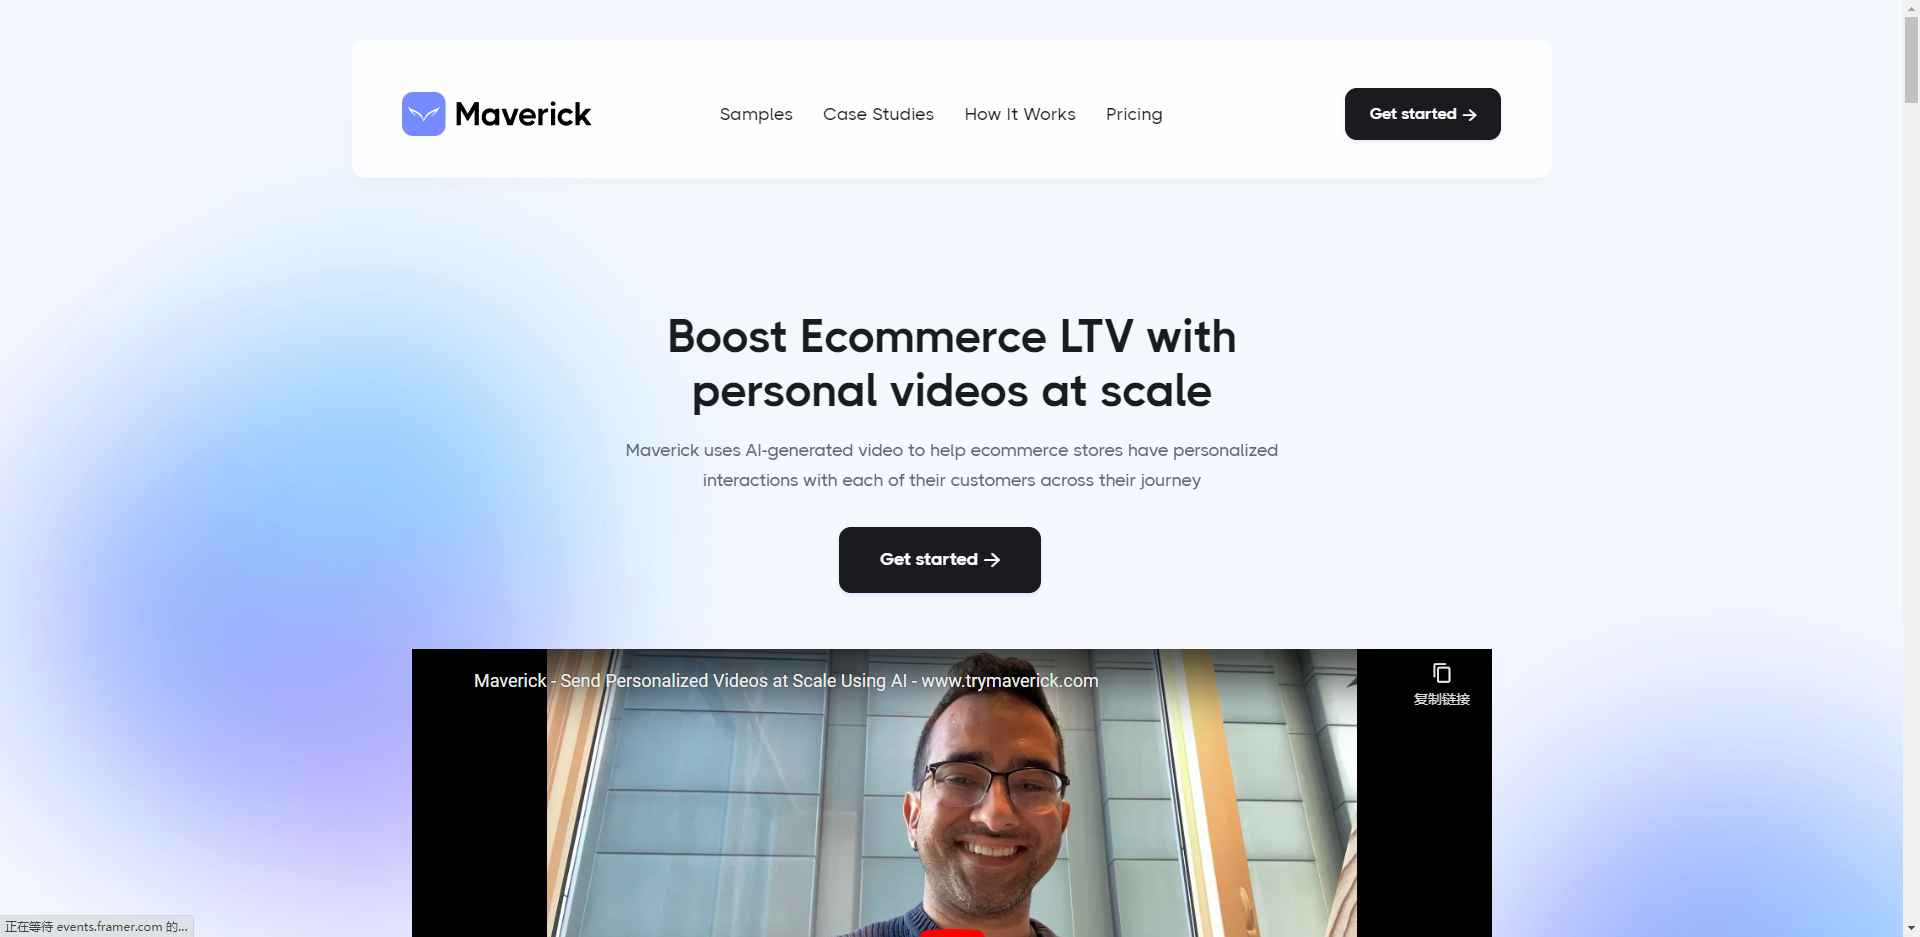 Maverick
Samples
Case Studies
How It Works
Pricing
Get started →
Boost Ecommerce LTV with
personal videos at scale
Maverick uses AI-generated video to help ecommerce stores have personalized
interactions with each of their customers across their journey
Get started →
Maverick - Send Personalized Videos at Scale Using AI - www.trymaverick.com
复制链接
正在等待 events.framer.com 的...